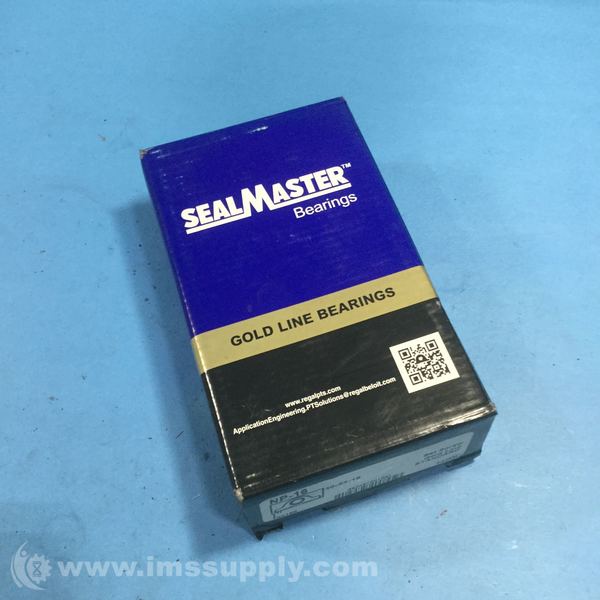 SEALMASTER™
Bearings
GOLD LINE BEARINGS
www.regalpts.com
ApplicationEngineering.PTSolutions@regalbeloit.com
NP-16
www.imssupply.com